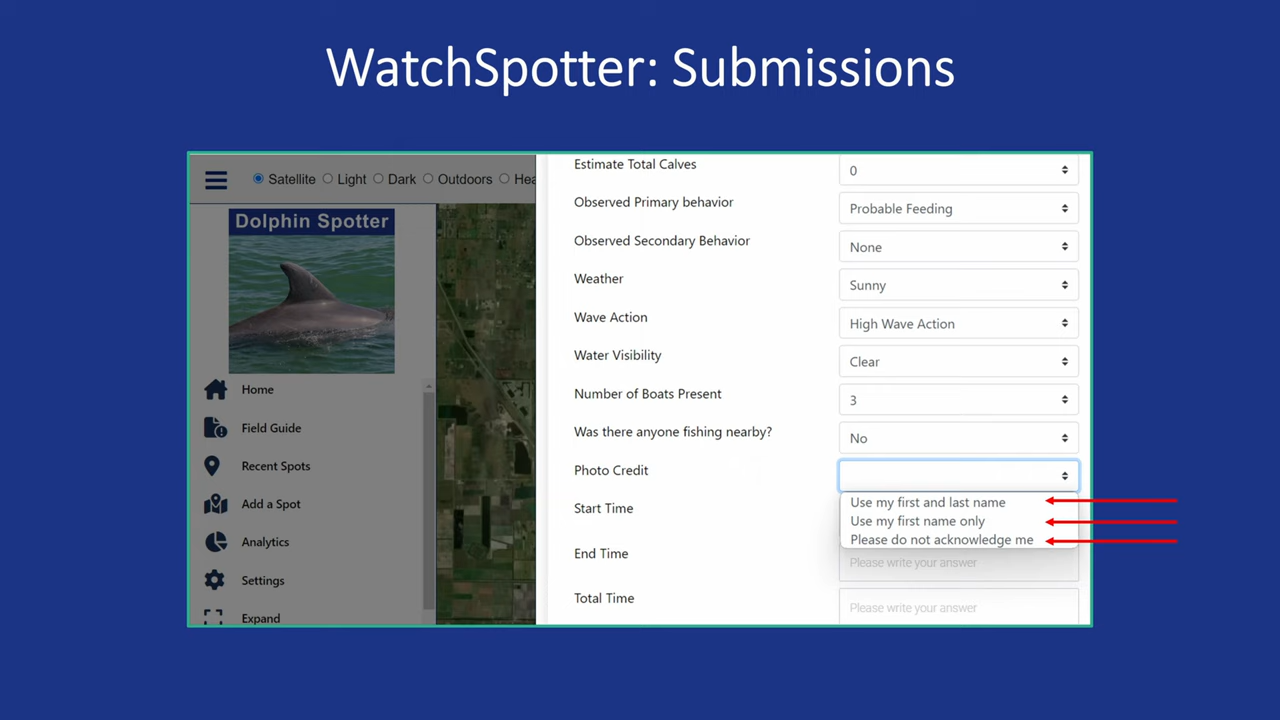 WatchSpotter: Submissions
Satellite Light Dark Outdoors Hea
Dolphin Spotter
Home
Field Guide
Recent Spots
Add a Spot
Analytics
Settings
Expand
Estimate Total Calves 0
Observed Primary behavior Probable Feeding
Observed Secondary Behavior None
Weather Sunny
Wave Action High Wave Action
Water Visibility Clear
Number of Boats Present 3
Was there anyone fishing nearby? No
Photo Credit
Use my first and last name
Start Time
Use my first name only
Please do not acknowledge me
End Time Please write your answer
Total Time Please write your answer